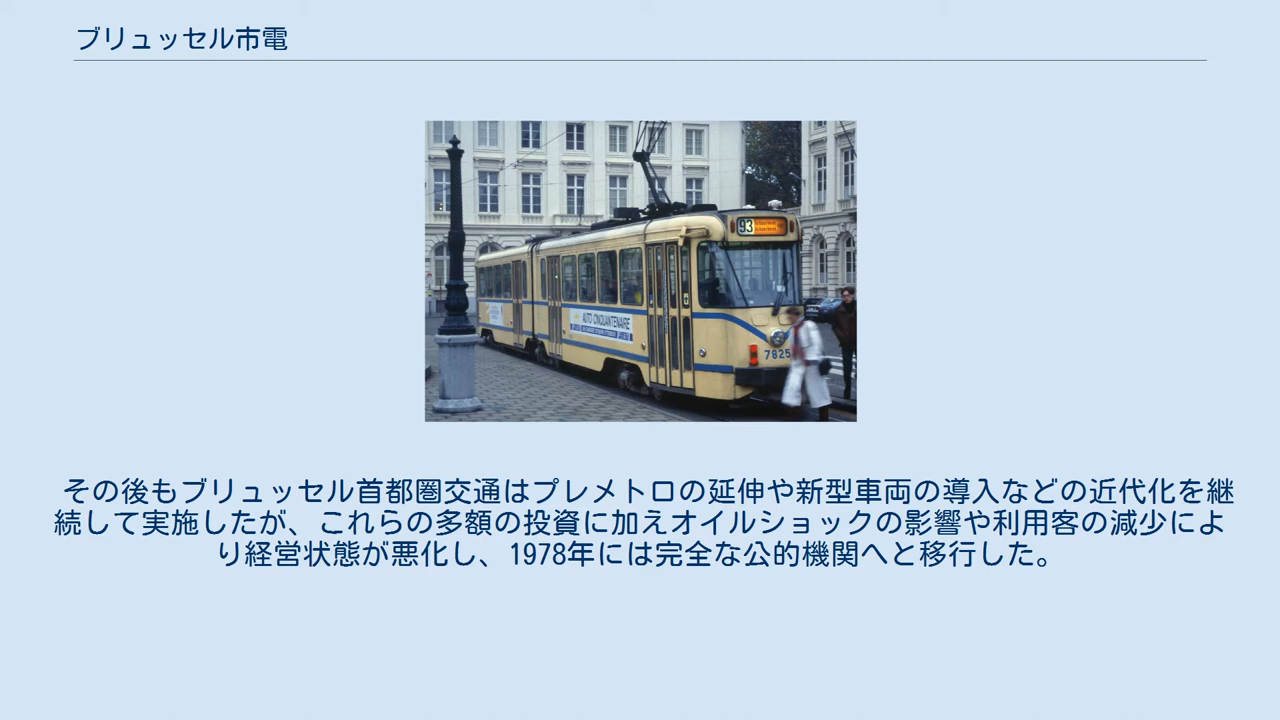 ブリュッセル市電
93
AUTO CINQUANTENAIRE
7825
その後もブリュッセル首都圏交通はプレメトロの延伸や新型車両の導入などの近代化を継
続して実施したが、これらの多額の投資に加えオイルショックの影響や利用客の減少によ
り経営状態が悪化し、1978年には完全な公的機関へと移行した。